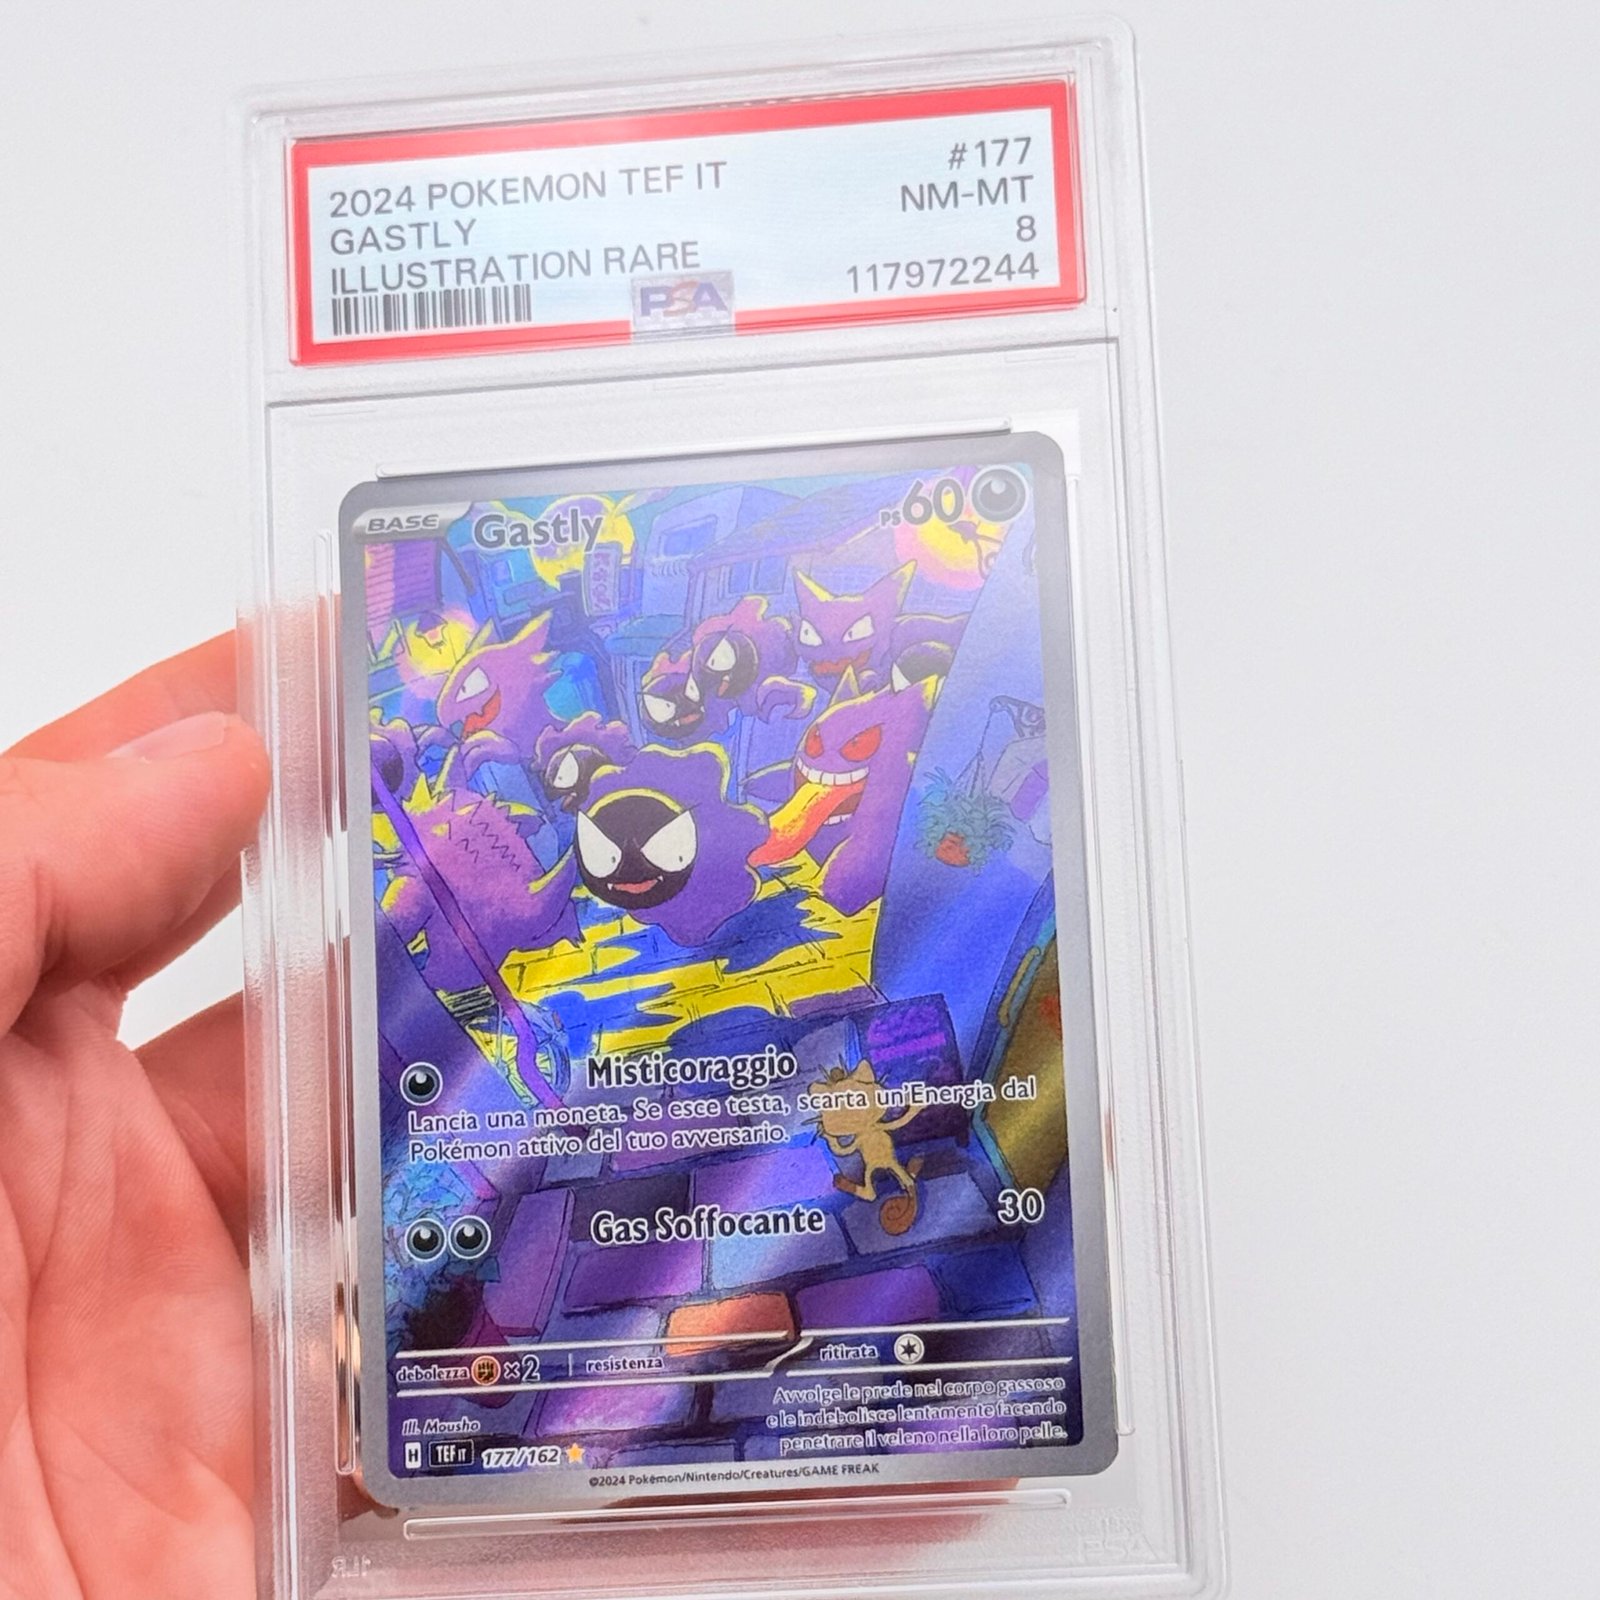 2024 POKEMON TEF IT
GASTLY
ILLUSTRATION RARE
#177
NM-MT
8
117972244
PSA
BASE
Gastly
PS60
Misticoraggio
Lancia una moneta. Se esce testa, scarta un'Energia dal
Pokémon attivo del tuo avversario.
Gas Soffocante 30
debolezza ×2 resistenza ritirata
Avvolge le prede nel corpo gassoso
e le indebolisce lentamente facendo
penetrare il veleno nella loro pelle.
Ill. Mousho
H TEF IT 177/162
©2024 Pokémon/Nintendo/Creatures/GAME FREAK